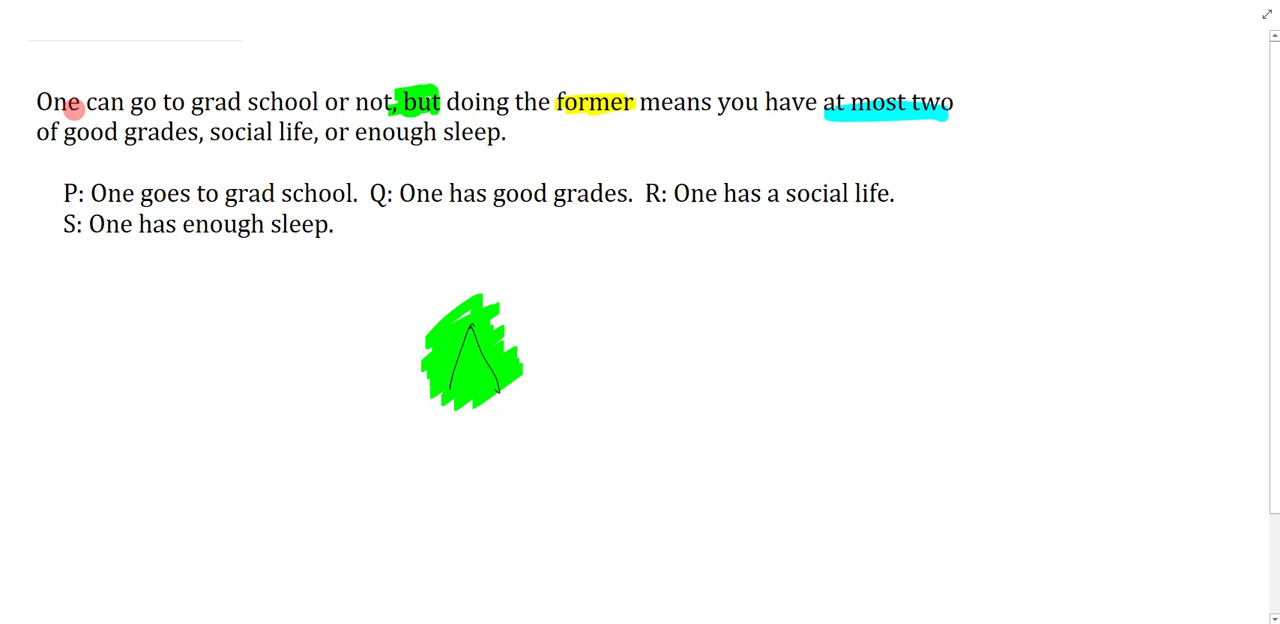 One can go to grad school or not, but doing the former means you have at most two
of good grades, social life, or enough sleep.
P: One goes to grad school. Q: One has good grades. R: One has a social life.
S: One has enough sleep.
∧